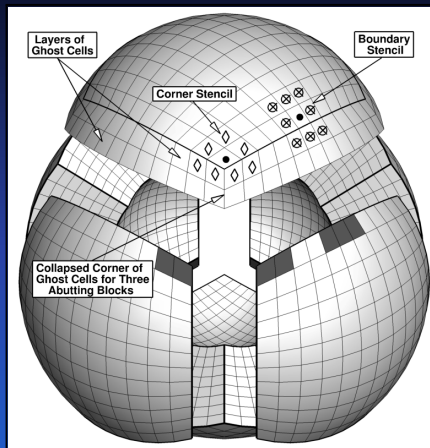 Layers of
Ghost Cells
Boundary
Stencil
Corner Stencil
Collapsed Corner of
Ghost Cells for Three
Abutting Blocks